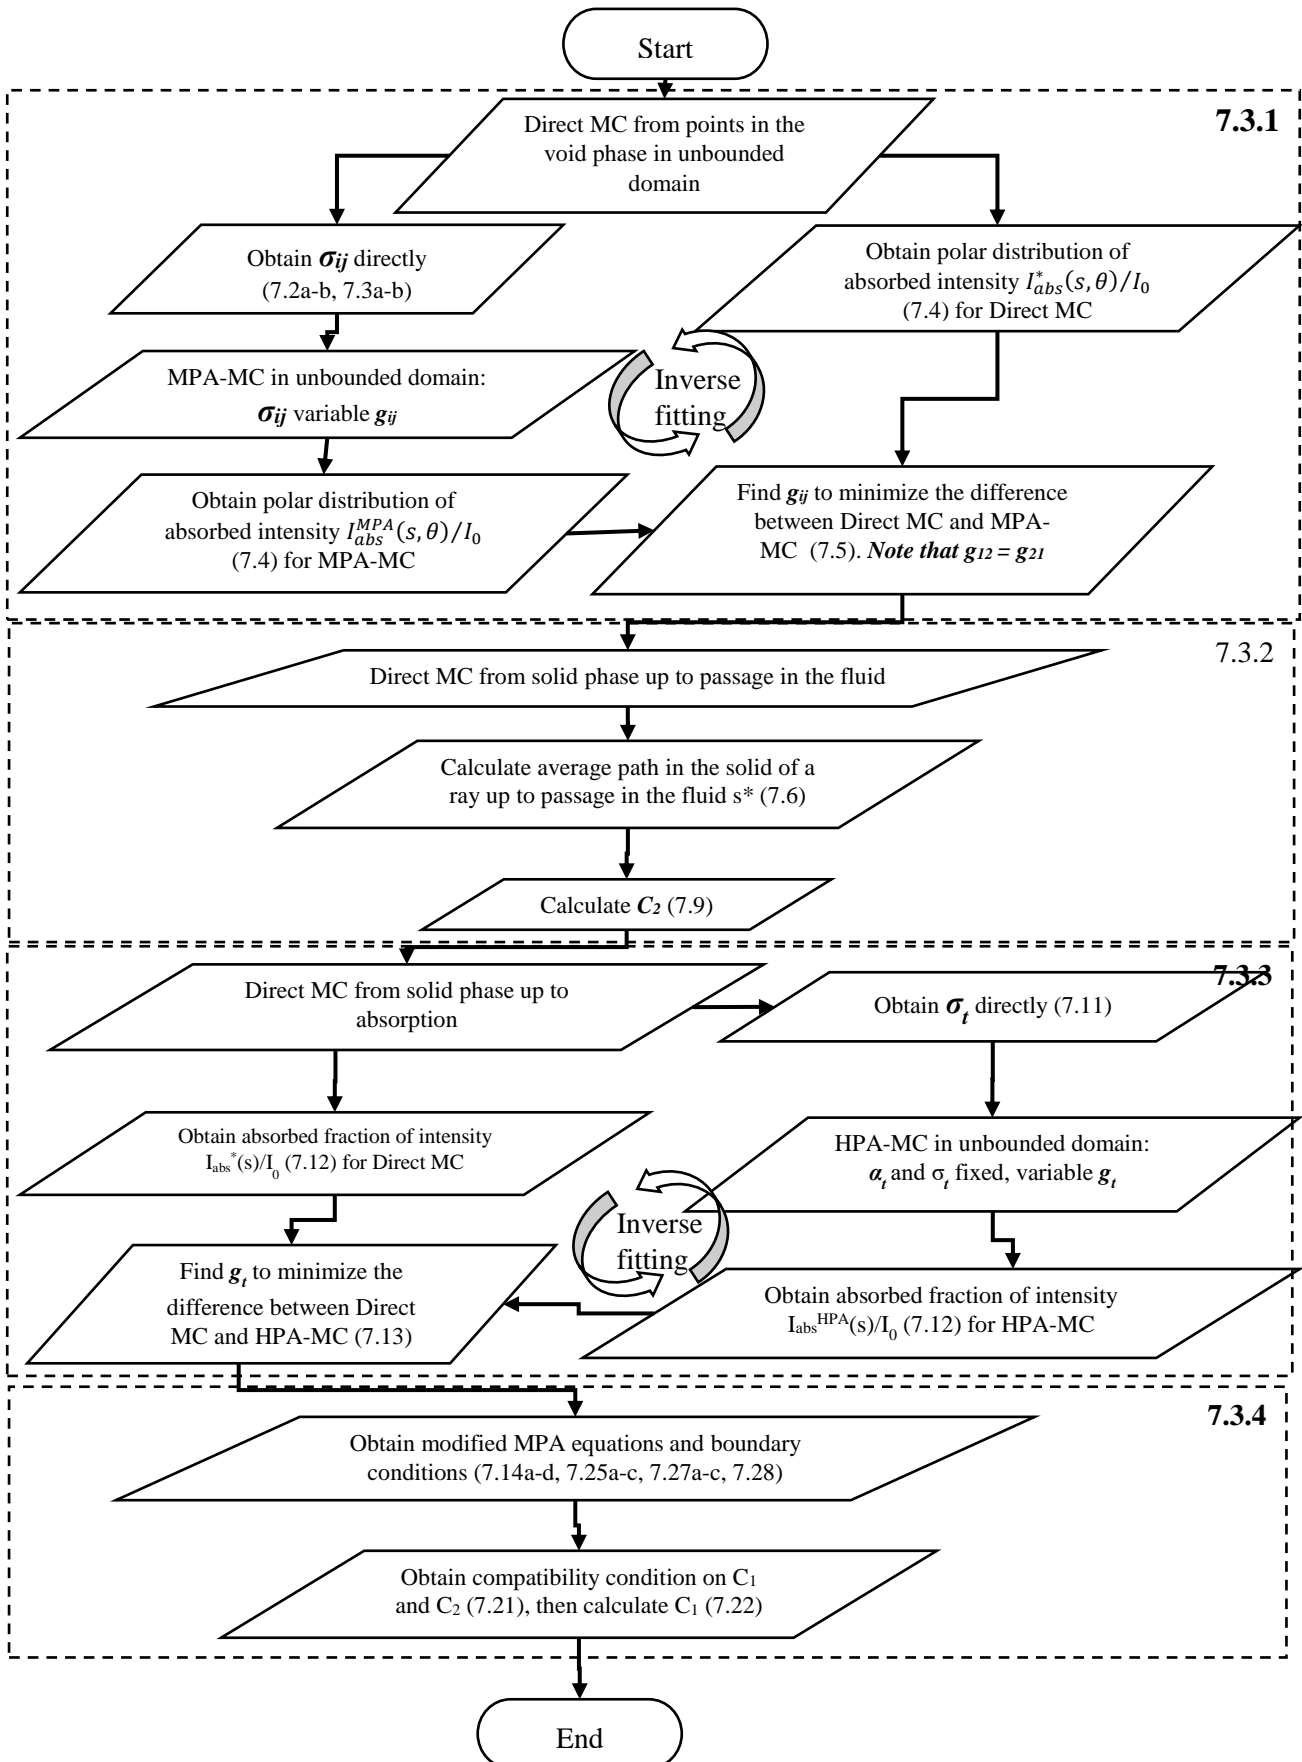 Start
7.3.1
Direct MC from points in the
void phase in unbounded
domain
Obtain σij directly
(7.2a-b, 7.3a-b)
Obtain polar distribution of
absorbed intensity I*abs(s, θ)/I0
(7.4) for Direct MC
MPA-MC in unbounded domain:
σij variable gij
Inverse
fitting
Obtain polar distribution of
absorbed intensity I^MPA_abs(s, θ)/I0
(7.4) for MPA-MC
Find gij to minimize the difference
between Direct MC and MPA-
MC (7.5). Note that g12 = g21
7.3.2
Direct MC from solid phase up to passage in the fluid
Calculate average path in the solid of a
ray up to passage in the fluid s* (7.6)
Calculate C2 (7.9)
7.3.3
Direct MC from solid phase up to
absorption
Obtain σt directly (7.11)
Obtain absorbed fraction of intensity
Iabs*(s)/I0 (7.12) for Direct MC
HPA-MC in unbounded domain:
αt and σt fixed, variable gt
Inverse
fitting
Find gt to minimize the
difference between Direct
MC and HPA-MC (7.13)
Obtain absorbed fraction of intensity
Iabs^HPA(s)/I0 (7.12) for HPA-MC
7.3.4
Obtain modified MPA equations and boundary
conditions (7.14a-d, 7.25a-c, 7.27a-c, 7.28)
Obtain compatibility condition on C1
and C2 (7.21), then calculate C1 (7.22)
End